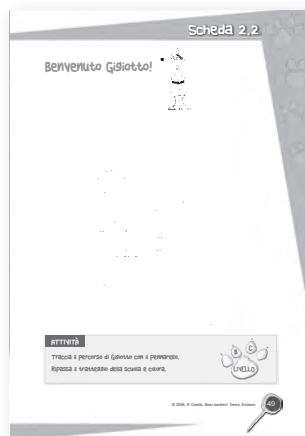 Scheda 2.2
Benvenuto Gigiotto!
ATTIVITÀ
Traccia il percorso di Gigiotto con il pennarello.
Ripassa il tratteggio della scuola e colora.
B C
LIVELLO
49